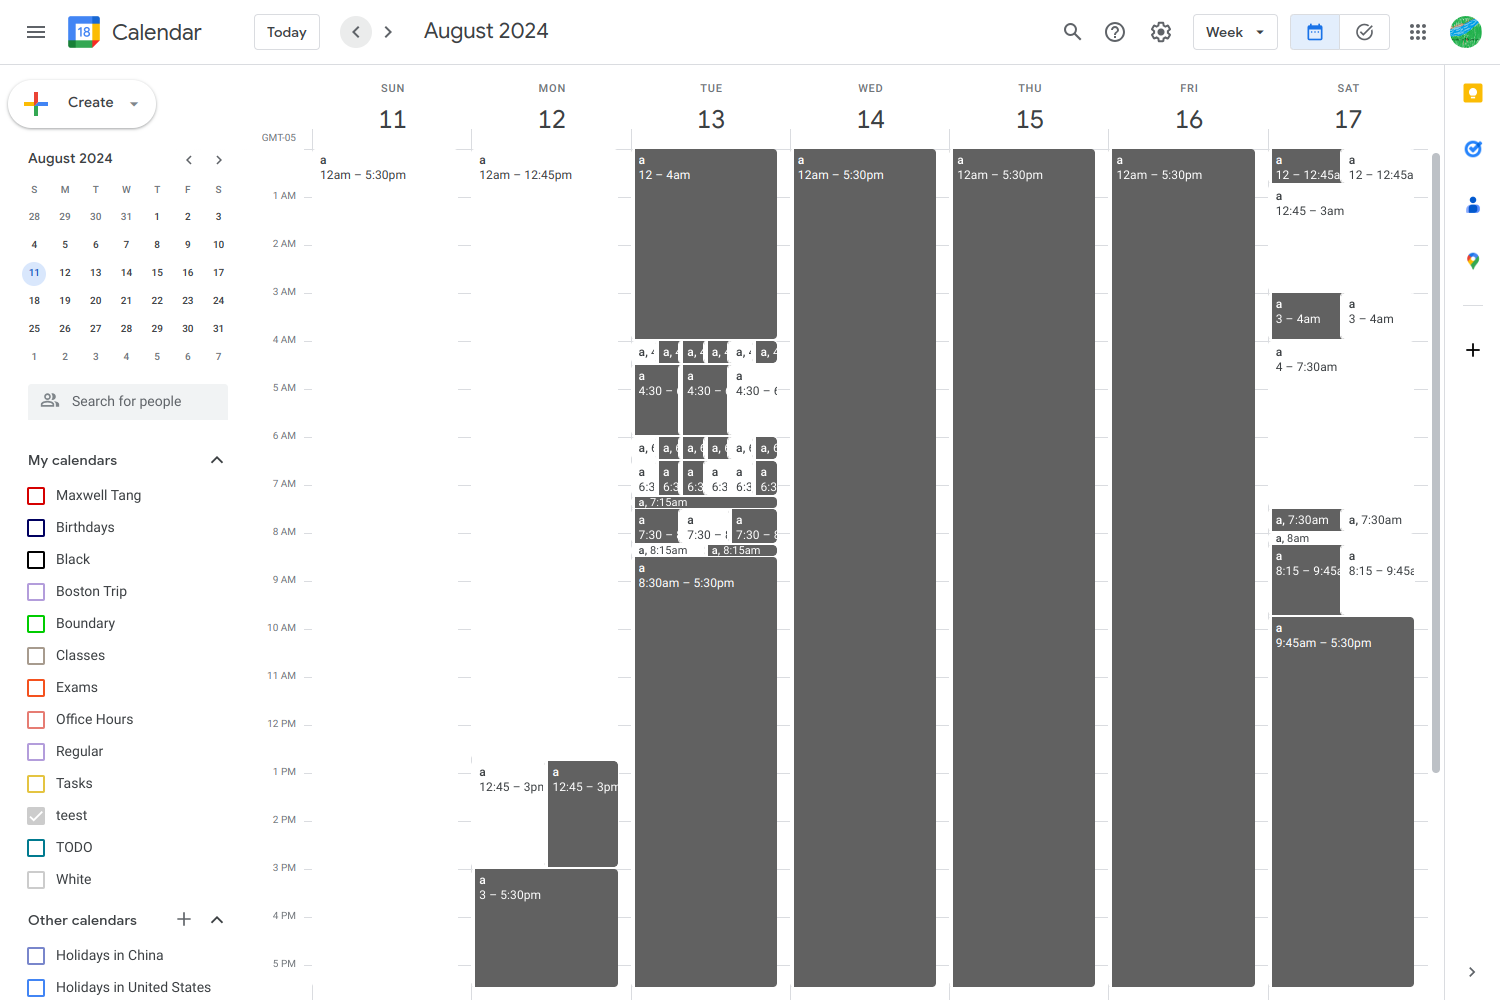 18 Calendar Today August 2024 Week
Create
August 2024
S M T W T F S
28 29 30 31 1 2 3
4 5 6 7 8 9 10
11 12 13 14 15 16 17
18 19 20 21 22 23 24
25 26 27 28 29 30 31
1 2 3 4 5 6 7
Search for people
My calendars
Maxwell Tang
Birthdays
Black
Boston Trip
Boundary
Classes
Exams
Office Hours
Regular
Tasks
teest
TODO
White
Other calendars
Holidays in China
Holidays in United States
SUN MON TUE WED THU FRI SAT
11 12 13 14 15 16 17
GMT-05
1 AM
2 AM
3 AM
4 AM
5 AM
6 AM
7 AM
8 AM
9 AM
10 AM
11 AM
12 PM
1 PM
2 PM
3 PM
4 PM
5 PM
a
12am – 5:30pm
a
12am – 12:45pm
a
12:45 – 3pm
a
12:45 – 3pm
a
3 – 5:30pm
a
12 – 4am
a, 4 a, 4 a, 4 a, 4 a, 4 a, 4
a a a
4:30 – 6 4:30 – 6 4:30 – 6
a, 6 a, 6 a, 6 a, 6 a, 6 a, 6
a a a a a a
6:3 6:3 6:3 6:3 6:3 6:3
a, 7:15am
a a a
7:30 – 8 7:30 – 8 7:30 – 8
a, 8:15am a, 8:15am
a
8:30am – 5:30pm
a
12am – 5:30pm
a
12am – 5:30pm
a
12am – 5:30pm
a a
12 – 12:45a 12 – 12:45a
a
12:45 – 3am
a a
3 – 4am 3 – 4am
a
4 – 7:30am
a, 7:30am a, 7:30am
a, 8am
a a
8:15 – 9:45a 8:15 – 9:45a
a
9:45am – 5:30pm